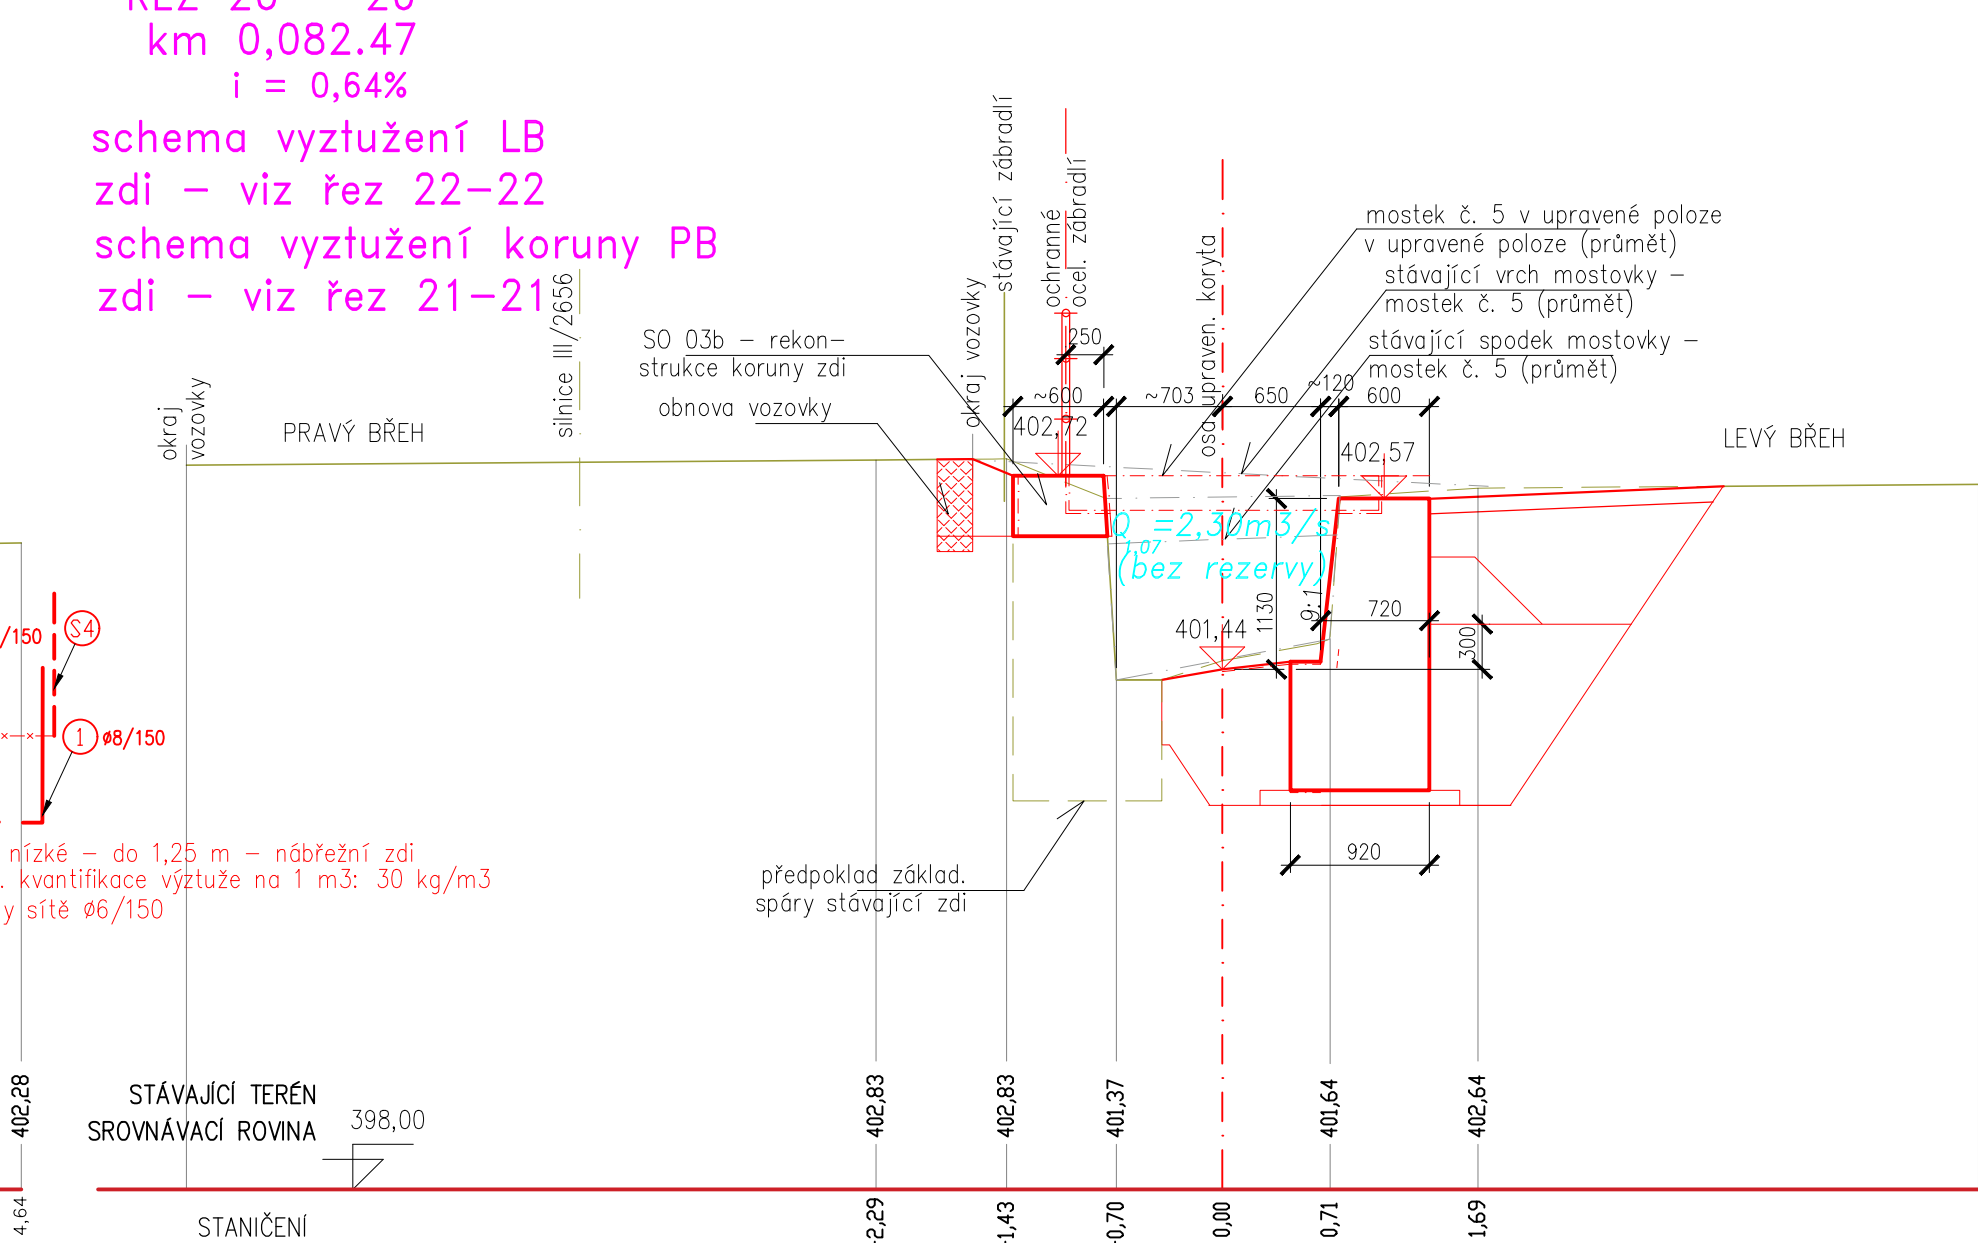 km 0,082.47
i = 0,64%
schema vyztužení LB
zdi – viz řez 22–22
schema vyztužení koruny PB
zdi – viz řez 21–21
silnice III/2656
okraj
vozovky
PRAVÝ BŘEH
SO 03b – rekon–
strukce koruny zdi
obnova vozovky
okraj vozovky
stávající zábradlí
ochranné
ocel. zábradlí
osa upraven. koryta
mostek č. 5 v upravené poloze
v upravené poloze (průmět)
stávající vrch mostovky –
mostek č. 5 (průmět)
stávající spodek mostovky –
mostek č. 5 (průmět)
LEVÝ BŘEH
250
~600
~703
650
~120
600
402,72
402,57
Q =2,30m3/s
1,07
(bez rezervy)
1130
9:1
720
300
401,44
920
předpoklad základ.
spáry stávající zdi
/150
S4
1
ø8/150
nízké – do 1,25 m – nábřežní zdi
. kvantifikace výztuže na 1 m3: 30 kg/m3
y sítě ø6/150
STÁVAJÍCÍ TERÉN
SROVNÁVACÍ ROVINA
398,00
402,28
402,83
402,83
401,37
401,64
402,64
STANIČENÍ
4,64
-2,29
-1,43
-0,70
0,00
0,71
1,69